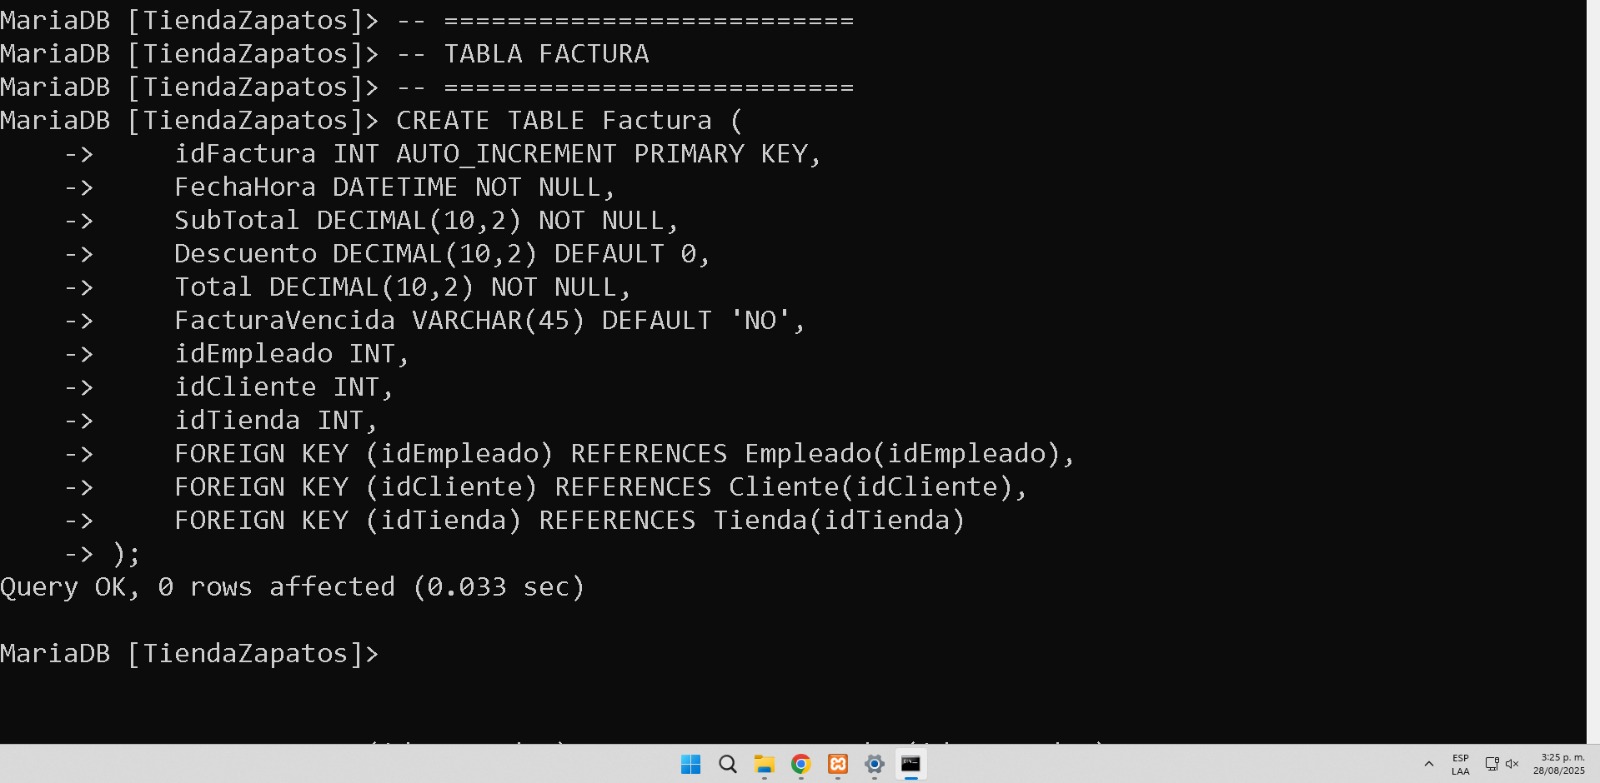 MariaDB [TiendaZapatos]> -- ==========================
MariaDB [TiendaZapatos]> -- TABLA FACTURA
MariaDB [TiendaZapatos]> -- ==========================
MariaDB [TiendaZapatos]> CREATE TABLE Factura (
    ->     idFactura INT AUTO_INCREMENT PRIMARY KEY,
    ->     FechaHora DATETIME NOT NULL,
    ->     SubTotal DECIMAL(10,2) NOT NULL,
    ->     Descuento DECIMAL(10,2) DEFAULT 0,
    ->     Total DECIMAL(10,2) NOT NULL,
    ->     FacturaVencida VARCHAR(45) DEFAULT 'NO',
    ->     idEmpleado INT,
    ->     idCliente INT,
    ->     idTienda INT,
    ->     FOREIGN KEY (idEmpleado) REFERENCES Empleado(idEmpleado),
    ->     FOREIGN KEY (idCliente) REFERENCES Cliente(idCliente),
    ->     FOREIGN KEY (idTienda) REFERENCES Tienda(idTienda)
    -> );
Query OK, 0 rows affected (0.033 sec)
MariaDB [TiendaZapatos]>
ESP
LAA
3:25 p. m.
28/08/2025